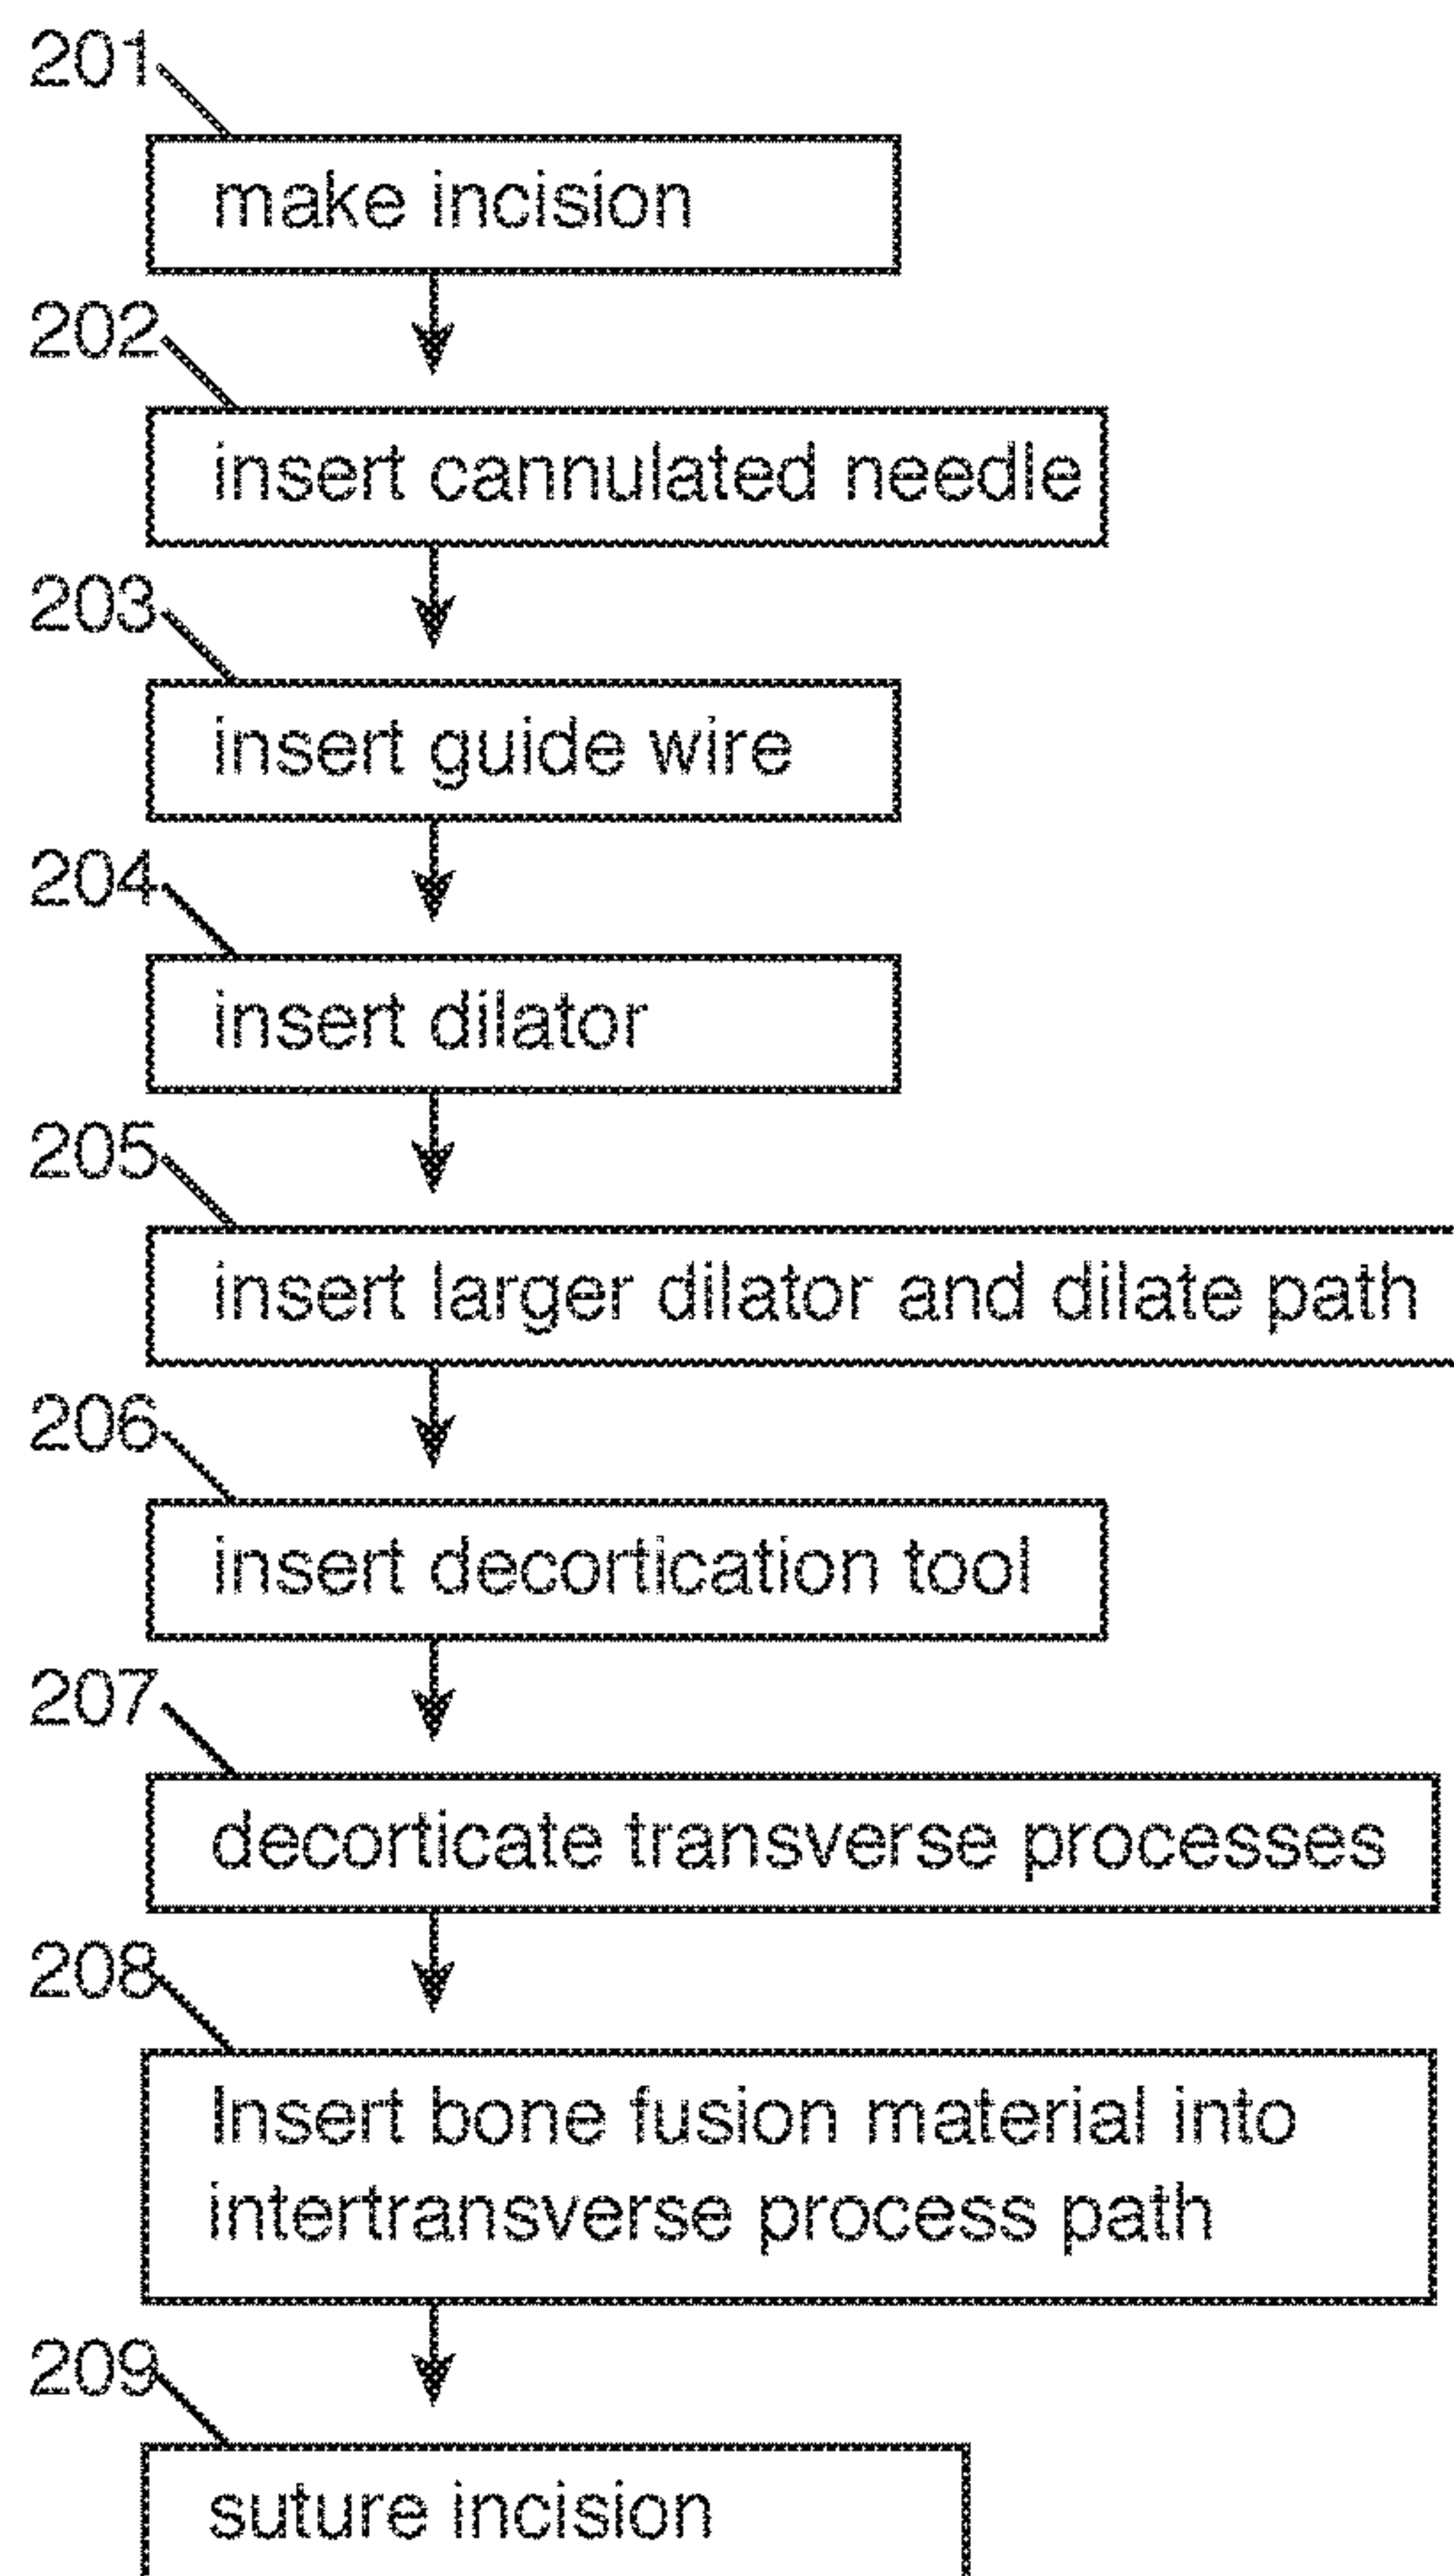 201
make incision
202
insert cannulated needle
203
insert guide wire
204
insert dilator
205
insert larger dilator and dilate path
206
insert decortication tool
207
decorticate transverse processes
208
Insert bone fusion material into
intertransverse process path
209
suture incision